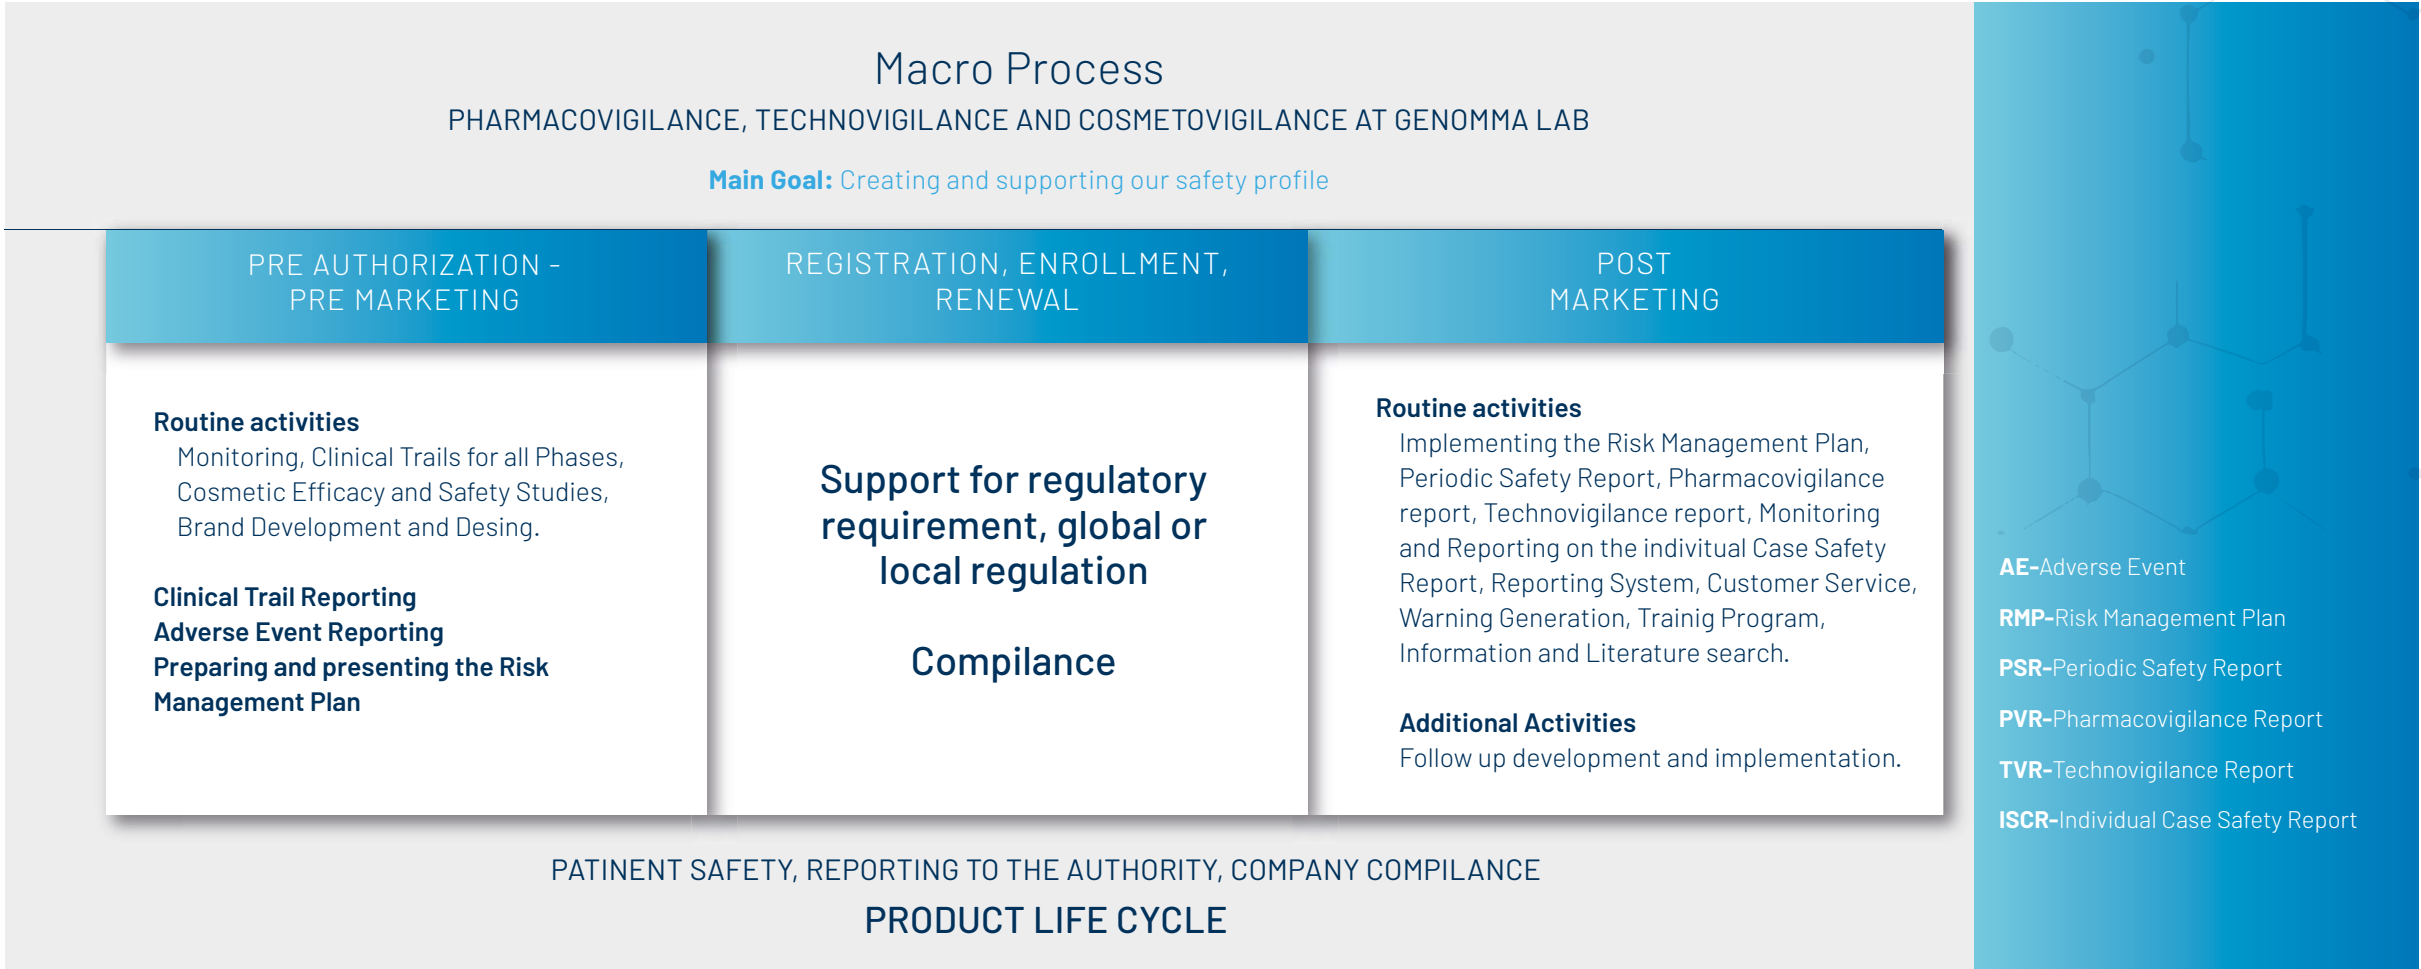 Macro Process
PHARMACOVIGILANCE, TECHNOVIGILANCE AND COSMETOVIGILANCE AT GENOMMA LAB
Main Goal: Creating and supporting our safety profile
PRE AUTHORIZATION -
PRE MARKETING
Routine activities
Monitoring, Clinical Trails for all Phases,
Cosmetic Efficacy and Safety Studies,
Brand Development and Desing.
Clinical Trail Reporting
Adverse Event Reporting
Preparing and presenting the Risk
Management Plan
REGISTRATION, ENROLLMENT,
RENEWAL
Support for regulatory
requirement, global or
local regulation
Compilance
POST
MARKETING
Routine activities
Implementing the Risk Management Plan,
Periodic Safety Report, Pharmacovigilance
report, Technovigilance report, Monitoring
and Reporting on the indivitual Case Safety
Report, Reporting System, Customer Service,
Warning Generation, Trainig Program,
Information and Literature search.
Additional Activities
Follow up development and implementation.
PATINENT SAFETY, REPORTING TO THE AUTHORITY, COMPANY COMPILANCE
PRODUCT LIFE CYCLE
AE-Adverse Event
RMP-Risk Management Plan
PSR-Periodic Safety Report
PVR-Pharmacovigilance Report
TVR-Technovigilance Report
ISCR-Individual Case Safety Report